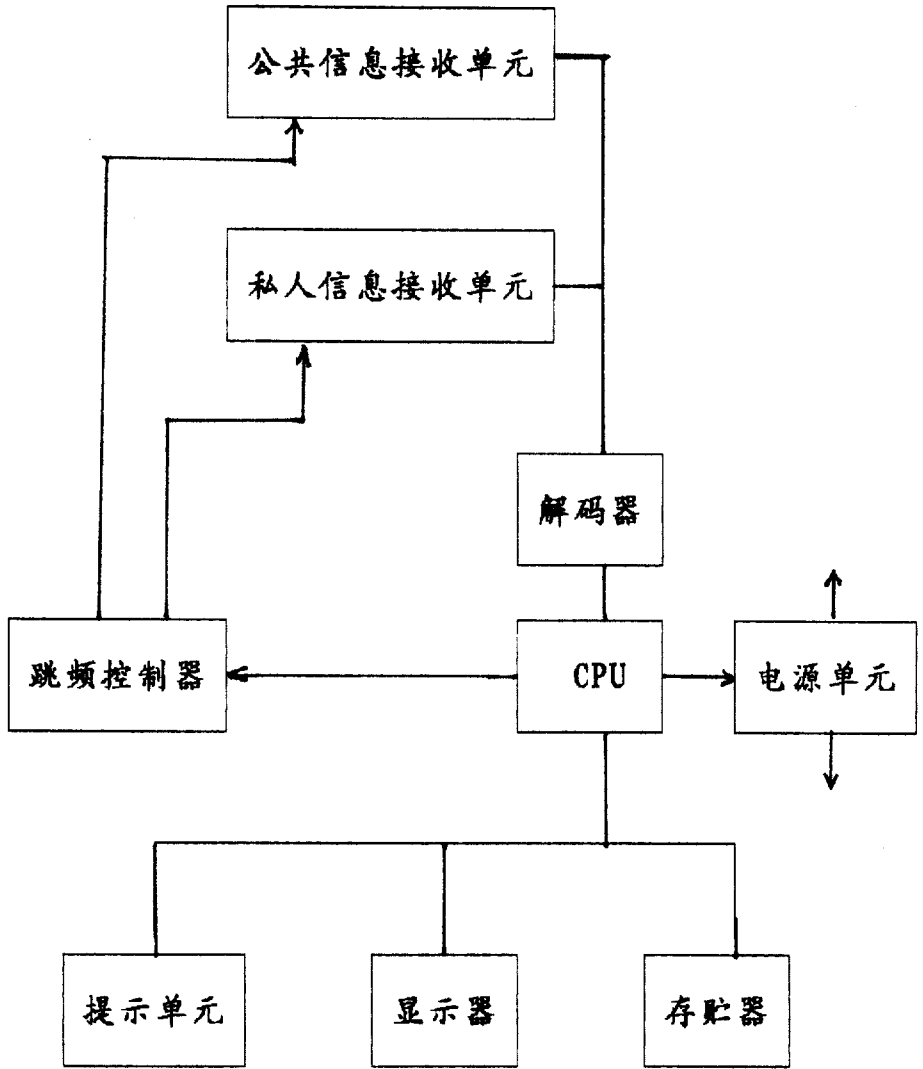 公共信息接收单元
私人信息接收单元
解码器
跳频控制器
CPU
电源单元
提示单元
显示器
存贮器